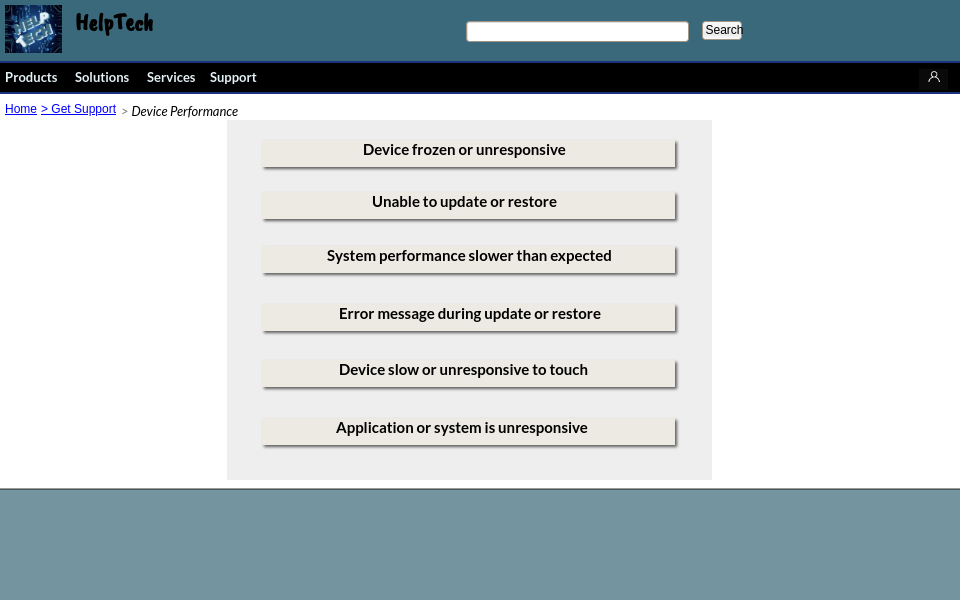 HELP TECH
HelpTech
Search
Products Solutions Services Support
Home > Get Support > Device Performance
Device frozen or unresponsive
Unable to update or restore
System performance slower than expected
Error message during update or restore
Device slow or unresponsive to touch
Application or system is unresponsive